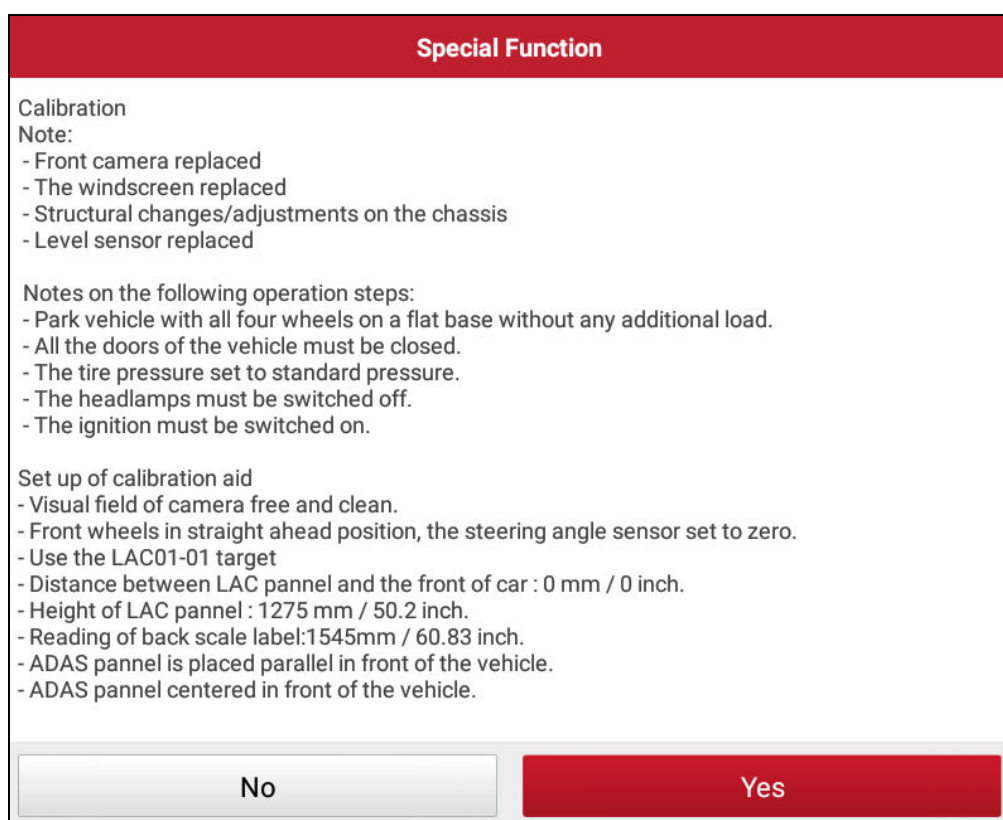 Special Function
Calibration
Note:
- Front camera replaced
- The windscreen replaced
- Structural changes/adjustments on the chassis
- Level sensor replaced
Notes on the following operation steps:
- Park vehicle with all four wheels on a flat base without any additional load.
- All the doors of the vehicle must be closed.
- The tire pressure set to standard pressure.
- The headlamps must be switched off.
- The ignition must be switched on.
Set up of calibration aid
- Visual field of camera free and clean.
- Front wheels in straight ahead position, the steering angle sensor set to zero.
- Use the LAC01-01 target
- Distance between LAC pannel and the front of car : 0 mm / 0 inch.
- Height of LAC pannel : 1275 mm / 50.2 inch.
- Reading of back scale label:1545mm / 60.83 inch.
- ADAS pannel is placed parallel in front of the vehicle.
- ADAS pannel centered in front of the vehicle.
No
Yes